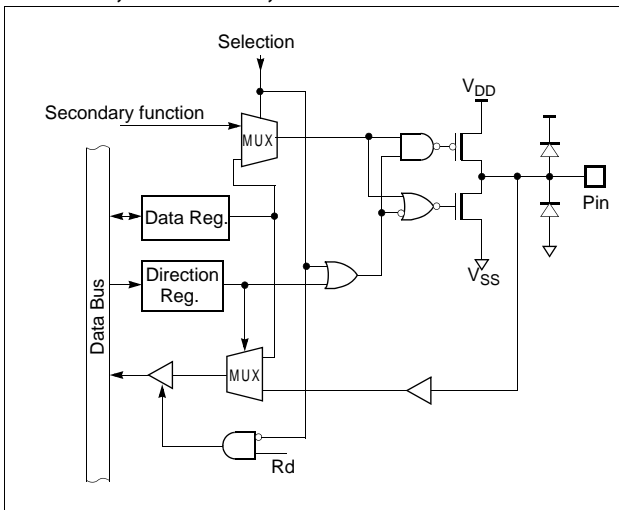 Selection
V_DD
Secondary function
MUX
Pin
Data Reg.
Direction
Reg.
V_SS
Data Bus
MUX
Rd